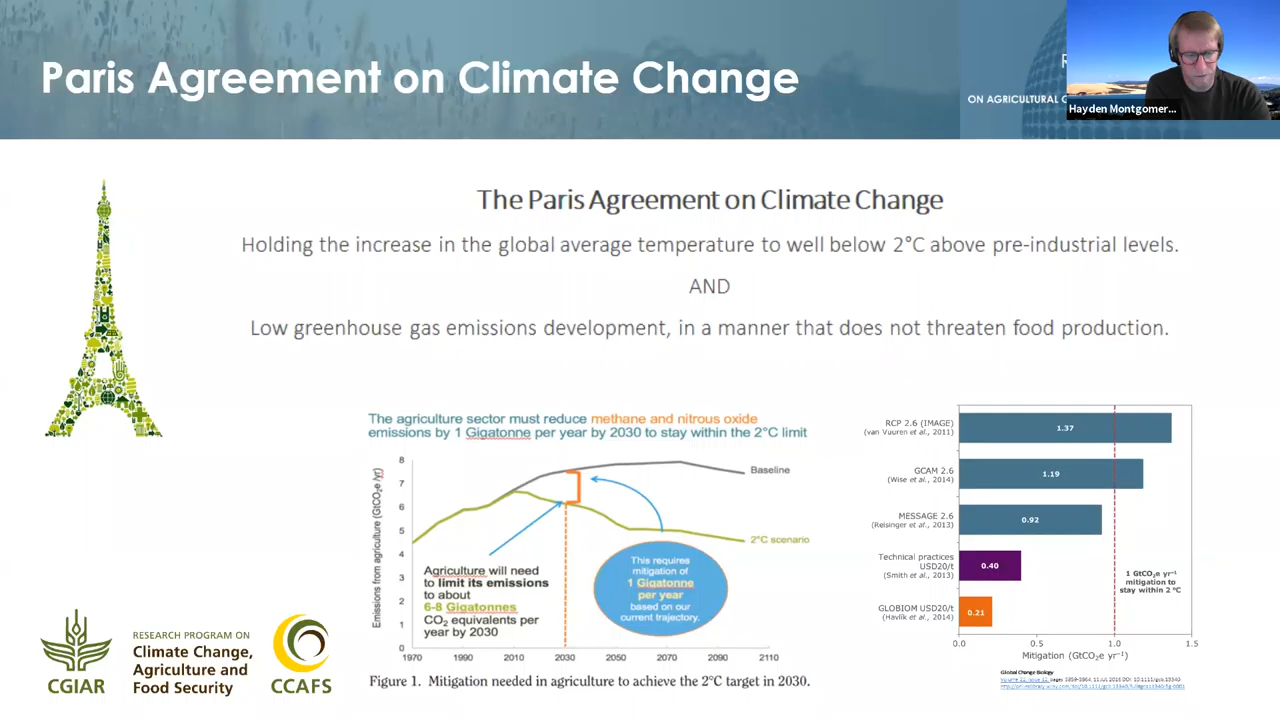 Paris Agreement on Climate Change
ON AGRICULTURAL G
Hayden Montgomer...
The Paris Agreement on Climate Change
Holding the increase in the global average temperature to well below 2°C above pre-industrial levels.
AND
Low greenhouse gas emissions development, in a manner that does not threaten food production.
The agriculture sector must reduce methane and nitrous oxide
emissions by 1 Gigatonne per year by 2030 to stay within the 2°C limit
Emissions from agriculture (GtCO₂e /yr)
8
7
6
5
4
3
2
1
0
Baseline
2°C scenario
Agriculture will need
to limit its emissions
to about
6-8 Gigatonnes
CO₂ equivalents per
year by 2030
This requires
mitigation of
1 Gigatonne
per year
based on our
current trajectory.
1970 1990 2010 2030 2050 2070 2090 2110
Figure 1. Mitigation needed in agriculture to achieve the 2°C target in 2030.
RCP 2.6 (IMAGE)
(van Vuuren et al., 2011)
1.37
GCAM 2.6
(Wise et al., 2014)
1.19
MESSAGE 2.6
(Reisinger et al., 2013)
0.92
Technical practices
USD20/t
(Smith et al., 2013)
0.40
GLOBIOM USD20/t
(Havlík et al., 2014)
0.21
1 GtCO₂e yr⁻¹
mitigation to
stay within 2 °C
0.0 0.5 1.0 1.5
Mitigation (GtCO₂e yr⁻¹)
Global Change Biology
CGIAR
RESEARCH PROGRAM ON
Climate Change,
Agriculture and
Food Security
CCAFS